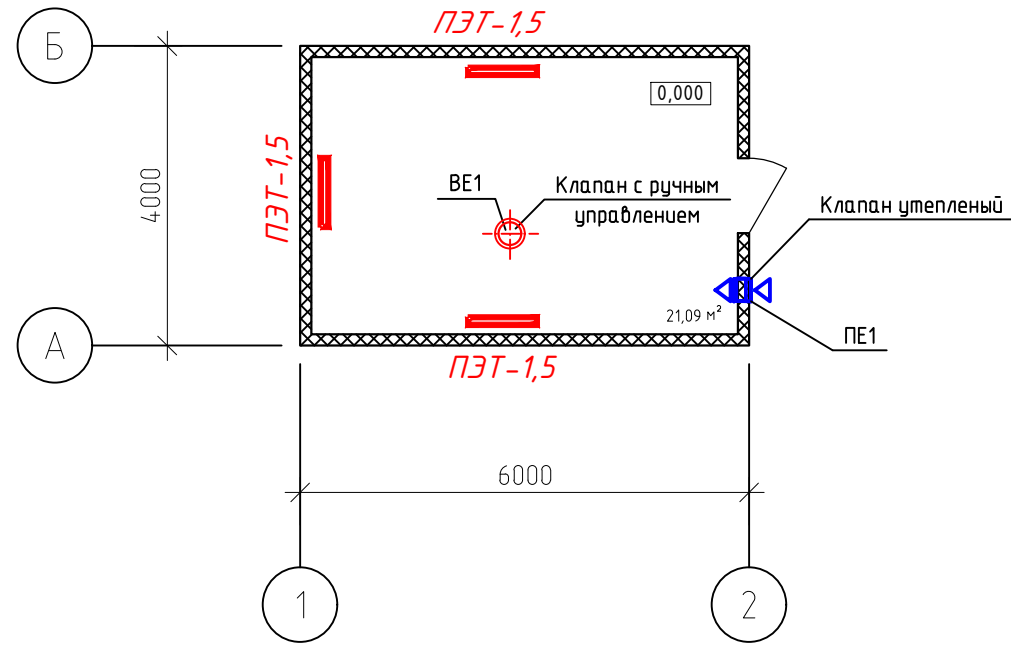 ПЭТ-1,5
Б
0,000
ПЭТ-1,5
4000
ВЕ1
Клапан с ручным
управлением
Клапан утепленый
21,09 м²
ПЕ1
А
ПЭТ-1,5
6000
1
2